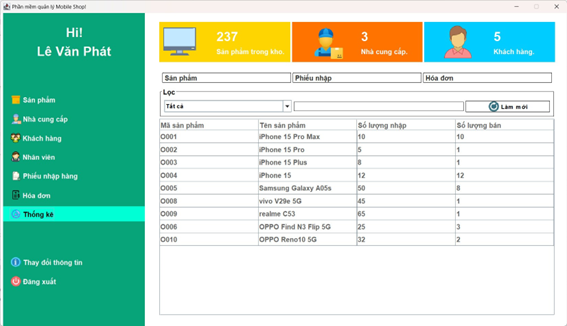 Phần mềm quản lý Mobile Shop!
Hi!
Lê Văn Phát
Sản phẩm
Nhà cung cấp
Khách hàng
Nhân viên
Phiếu nhập hàng
Hóa đơn
Thống kê
Thay đổi thông tin
Đăng xuất
237
Sản phẩm trong kho.
3
Nhà cung cấp.
5
Khách hàng.
Sản phẩm Phiếu nhập Hóa đơn
Lọc
Tất cả Làm mới
Mã sản phẩm Tên sản phẩm Số lượng nhập Số lượng bán
O001 iPhone 15 Pro Max 10 10
O002 iPhone 15 Pro 5 1
O003 iPhone 15 Plus 8 1
O004 iPhone 15 12 12
O005 Samsung Galaxy A05s 50 8
O008 vivo V29e 5G 45 1
O009 realme C53 65 1
O006 OPPO Find N3 Flip 5G 25 3
O010 OPPO Reno10 5G 32 2